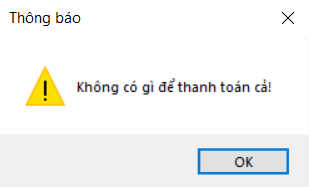 Thông báo
Không có gì để thanh toán cả!
OK